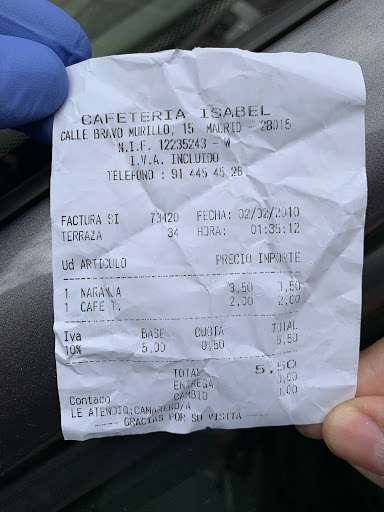 CAFETERIA ISABEL
CALLE BRAVO MURILLO, 15 MADRID - 28015
N.I.F. 12235243 - W
I.V.A. INCLUIDO
TELEFONO : 91 445 45 26
FACTURA SI 73420 FECHA: 02/02/2010
TERRAZA 34 HORA: 01:35:12
Ud ARTICULO PRECIO IMPORTE
1 NARANJA 3,50 3,50
1 CAFE T. 2,00 2,00
Iva BASE CUOTA TOTAL
10% 5,00 0,50 5,50
TOTAL 5,50
ENTREGA
Contado CAMBIO
LE ATENDIO:CAMARERO/A
---- GRACIAS POR SU VISITA ----